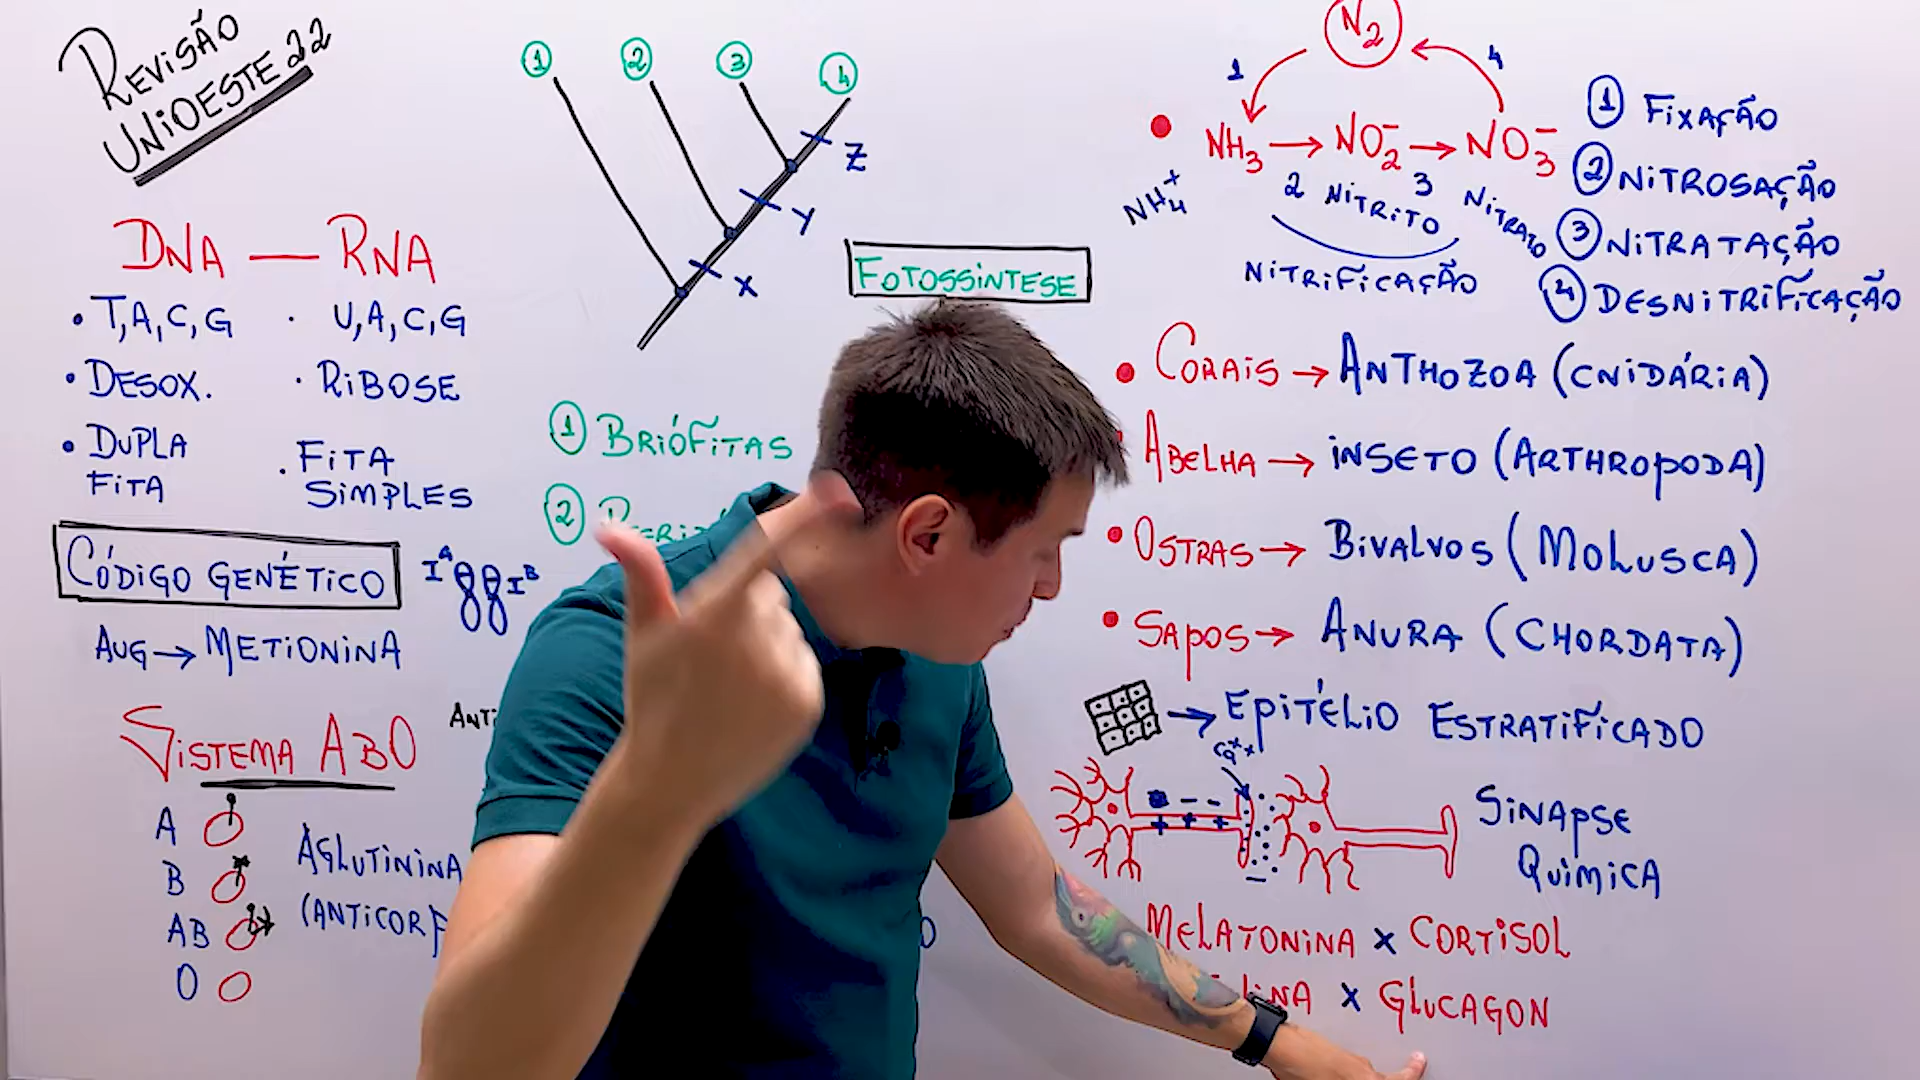 REVISÃO
UNIOESTE 22
DNA — RNA
• T, A, C, G
• U, A, C, G
• DESOX.
• RIBOSE
• DUPLA
FITA
• FITA
SIMPLES
CÓDIGO GENÉTICO
AUG → METIONINA
I^A I^B
SISTEMA ABO
A
B
AB
O
AGLUTININA
1 2 3 4
X
Y
Z
FOTOSSÍNTESE
① BRIÓFITAS
②
N2
1
4
• NH3 → NO2- → NO3-
NH4+
2 NITRITO 3 NITRATO
NITRIFICAÇÃO
① FIXAÇÃO
② NITROSAÇÃO
③ NITRATAÇÃO
④ DESNITRIFICAÇÃO
• CORAIS → ANTHOZOA (CNIDÁRIA)
ABELHA → INSETO (ARTHROPODA)
• OSTRAS → BIVALVOS (MOLUSCA)
• SAPOS → ANURA (CHORDATA)
→ EPITÉLIO ESTRATIFICADO
Ca++
− −
+ + +
−
SINAPSE
QUÍMICA
MELATONINA X CORTISOL
X GLUCAGON